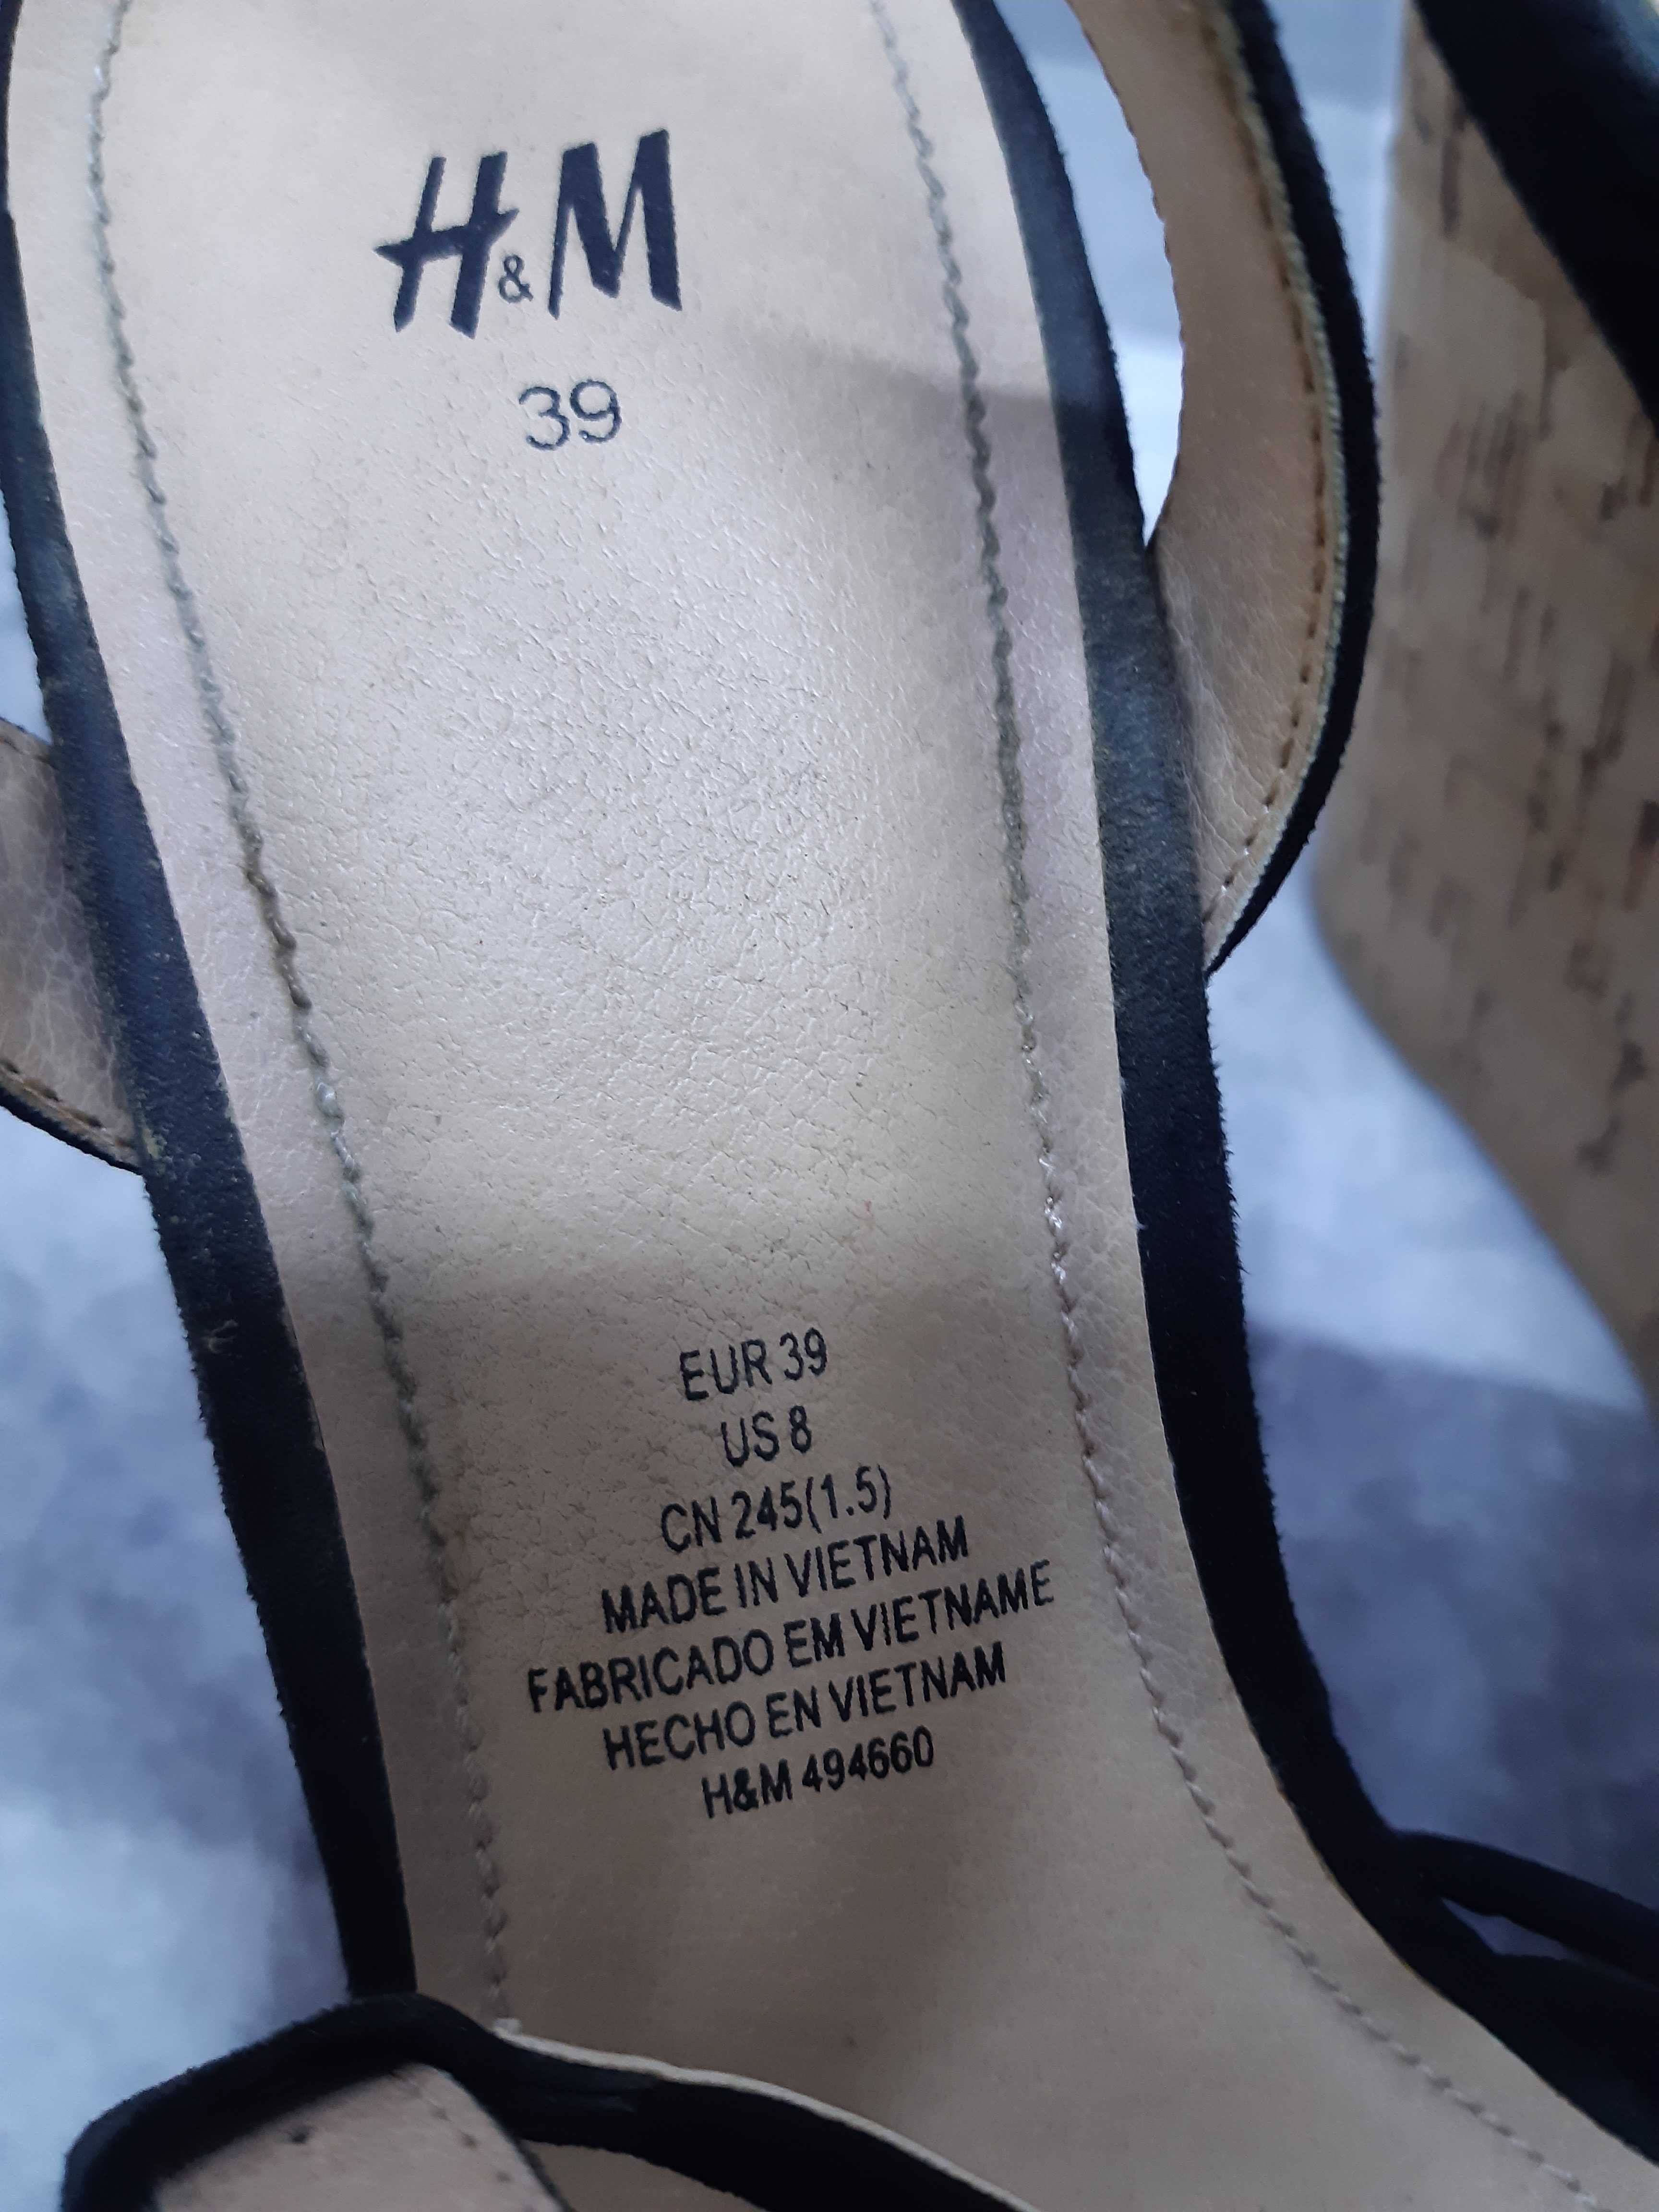 H&M
39
EUR 39
US 8
CN 245(1.5)
MADE IN VIETNAM
FABRICADO EM VIETNAME
HECHO EN VIETNAM
H&M 494660